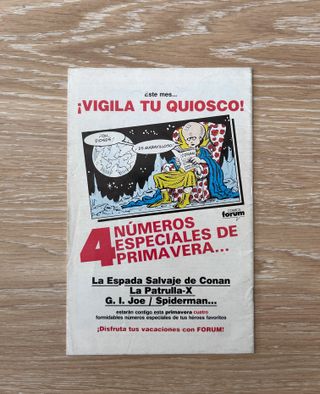 Este mes...
¡VIGILA TU QUIOSCO!
¡ES MARAVILLOSO!
forum
4 NÚMEROS
ESPECIALES DE
PRIMAVERA...
La Espada Salvaje de Conan
La Patrulla-X
G. I. Joe / Spiderman...
estarán contigo esta primavera cuatro
formidables números especiales de tus héroes favoritos
¡Disfruta tus vacaciones con FORUM!